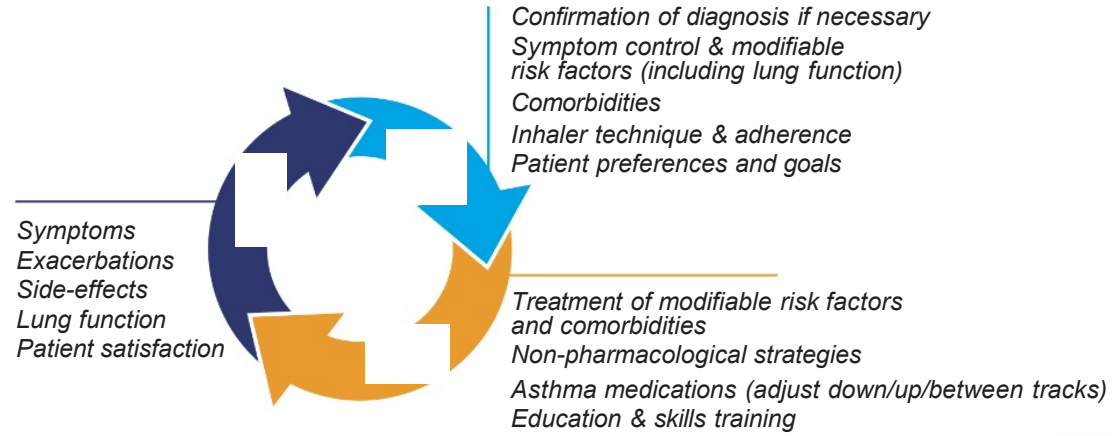 Confirmation of diagnosis if necessary
Symptom control & modifiable
risk factors (including lung function)
Comorbidities
Inhaler technique & adherence
Patient preferences and goals
Symptoms
Exacerbations
Side-effects
Lung function
Patient satisfaction
Treatment of modifiable risk factors
and comorbidities
Non-pharmacological strategies
Asthma medications (adjust down/up/between tracks)
Education & skills training